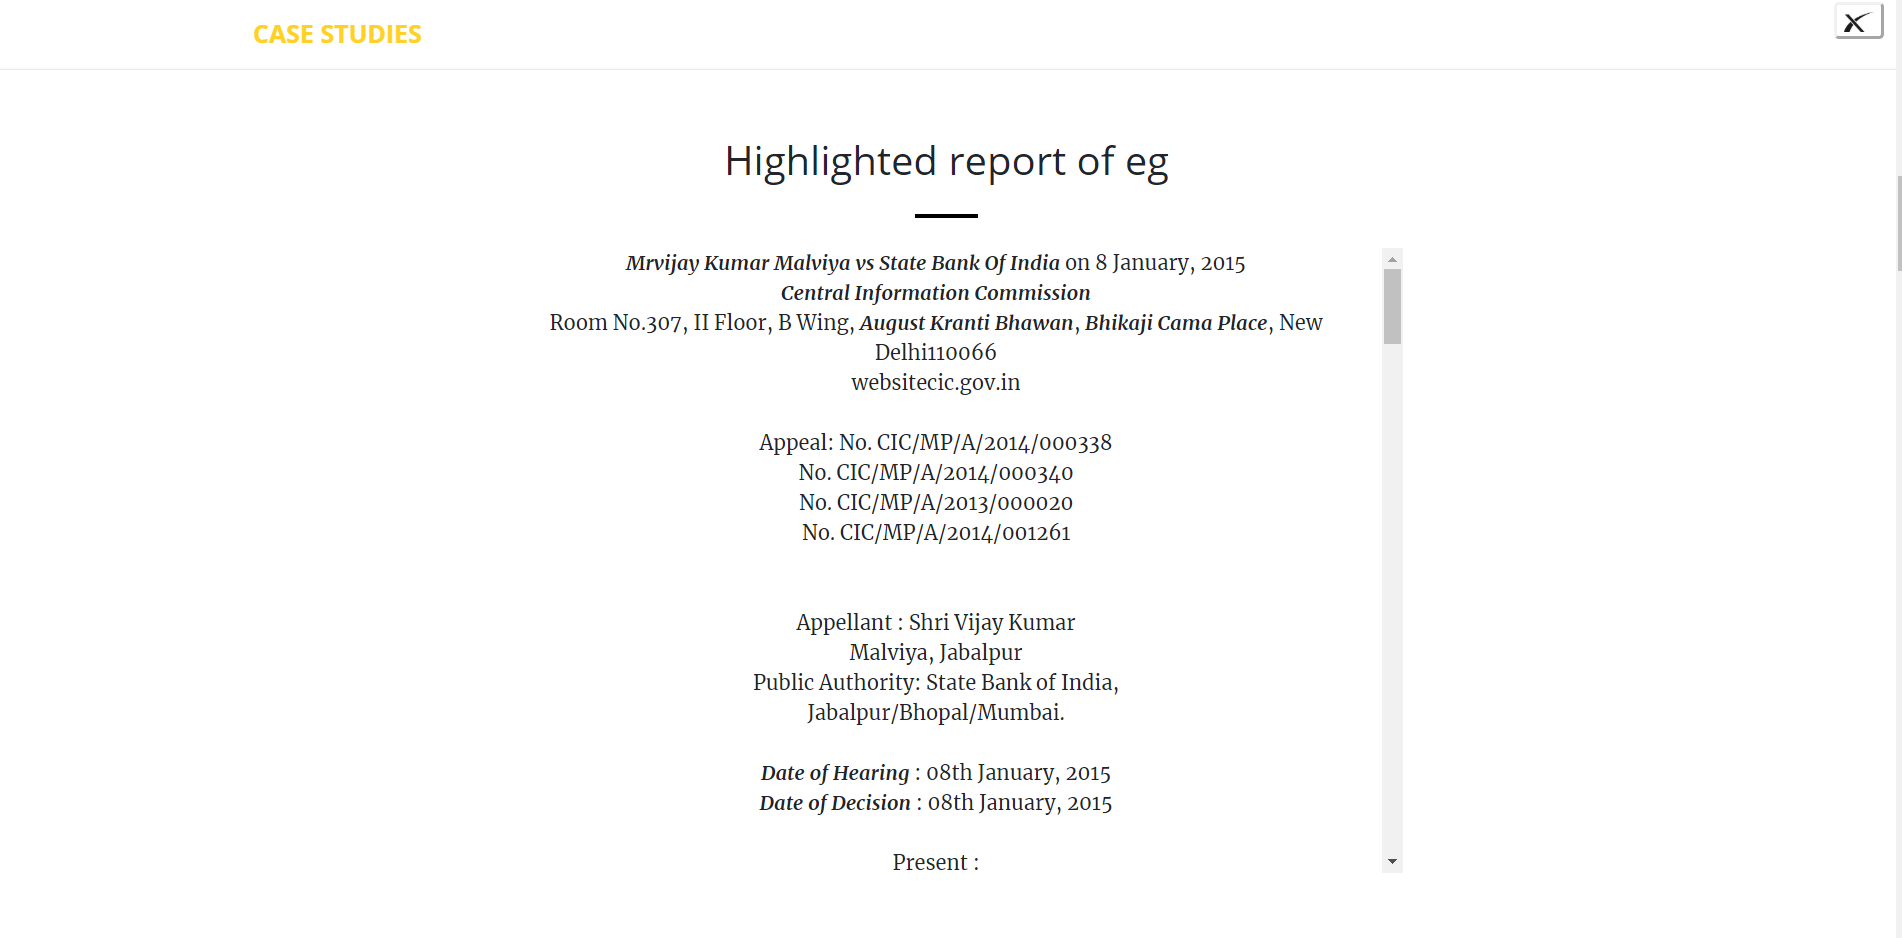 CASE STUDIES
Highlighted report of eg
Mrvijay Kumar Malviya vs State Bank Of India on 8 January, 2015
Central Information Commission
Room No.307, II Floor, B Wing, August Kranti Bhawan, Bhikaji Cama Place, New
Delhi110066
websitecic.gov.in
Appeal: No. CIC/MP/A/2014/000338
No. CIC/MP/A/2014/000340
No. CIC/MP/A/2013/000020
No. CIC/MP/A/2014/001261
Appellant : Shri Vijay Kumar
Malviya, Jabalpur
Public Authority: State Bank of India,
Jabalpur/Bhopal/Mumbai.
Date of Hearing : 08th January, 2015
Date of Decision : 08th January, 2015
Present :